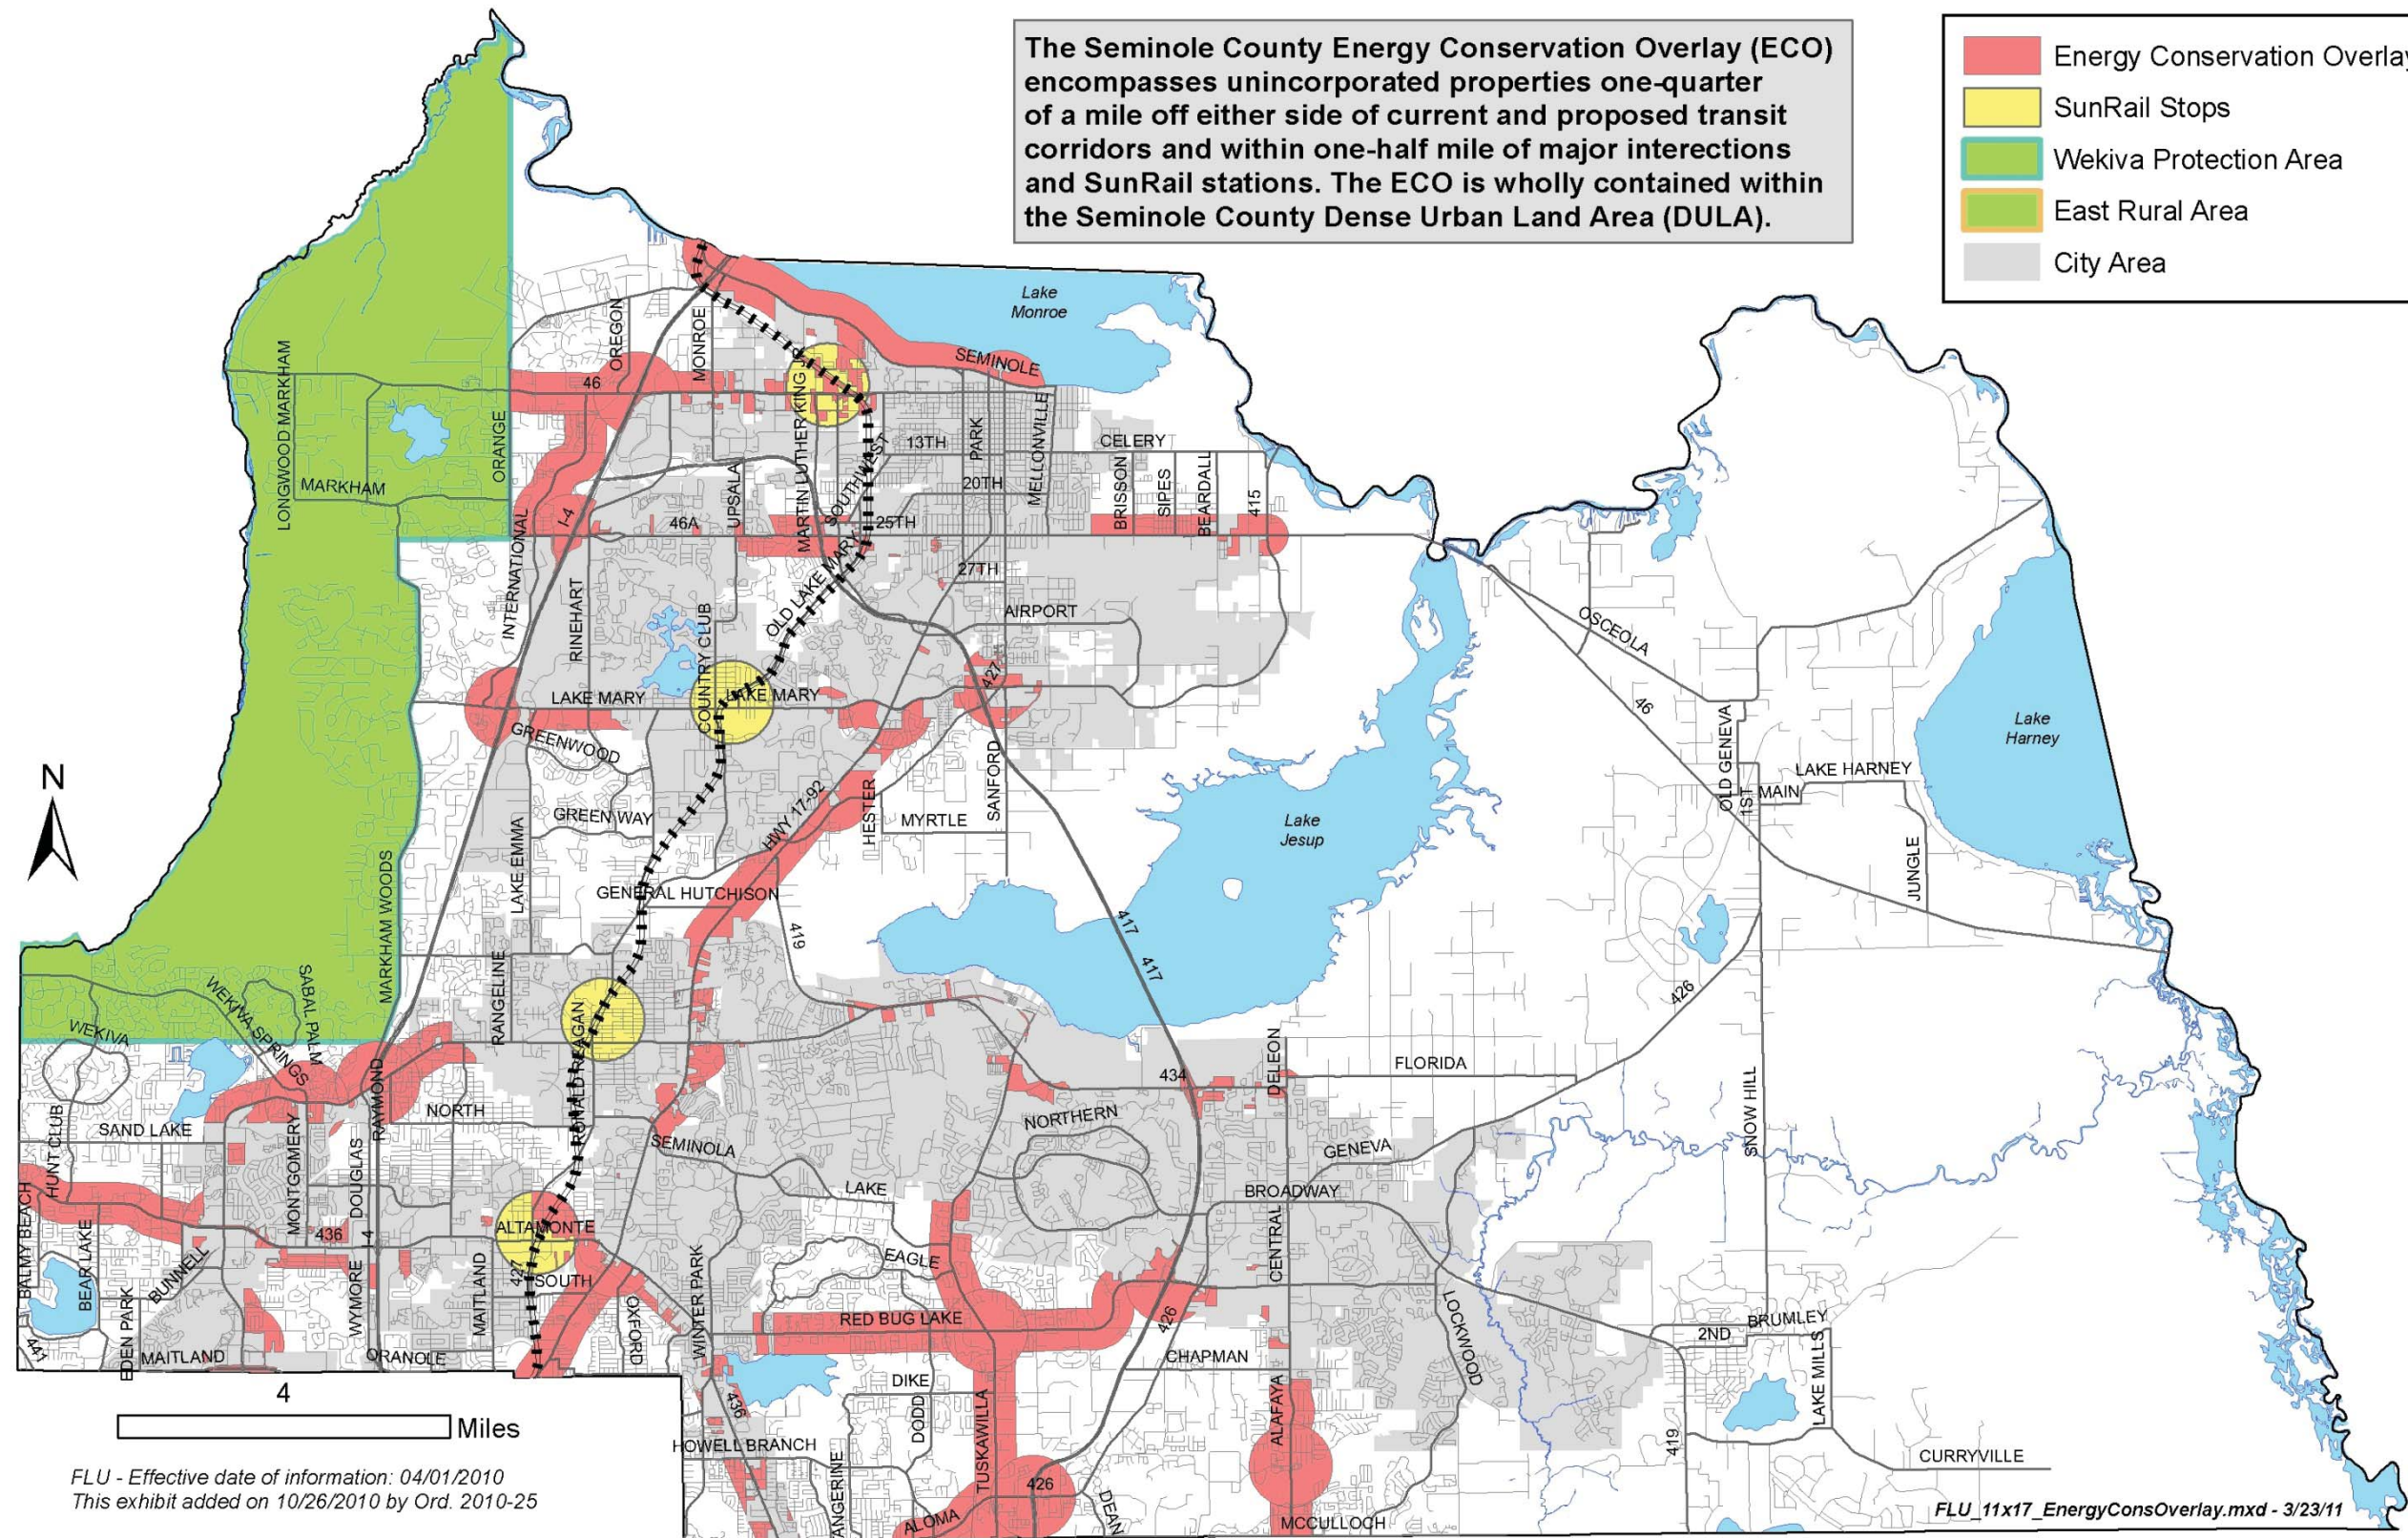 The Seminole County Energy Conservation Overlay (ECO)
encompasses unincorporated properties one-quarter
of a mile off either side of current and proposed transit
corridors and within one-half mile of major interections
and SunRail stations. The ECO is wholly contained within
the Seminole County Dense Urban Land Area (DULA).
Energy Conservation Overlay
SunRail Stops
Wekiva Protection Area
East Rural Area
City Area
Lake
Monroe
SEMINOLE
OREGON
MONROE
46
LONGWOOD MARKHAM
MARKHAM
ORANGE
MARTIN LUTHER KING
SOUTHWEST
13TH
PARK
20TH
MELLONVILLE
CELERY
BRISSON
SIPES
BEARDALL
415
UPSALA
46A
25TH
I-4
INTERNATIONAL
27TH
OLD LAKE MARY
RINEHART
COUNTRY CLUB
AIRPORT
427
OSCEOLA
46
LAKE MARY
LAKE MARY
GREENWOOD
SANFORD
OLD GENEVA
Lake
Harney
LAKE HARNEY
1ST
MAIN
JUNGLE
N
GREEN WAY
HWY 17-92
HESTER
MYRTLE
Lake
Jesup
LAKE EMMA
MARKHAM WOODS
GENERAL HUTCHISON
419
417
417
426
RANGELINE
WEKIVA SPRINGS
SABAL PALM
WEKIVA
RONALD REAGAN
RAYMOND
434
DELEON
FLORIDA
SNOW HILL
HUNT CLUB
SAND LAKE
NORTH
MONTGOMERY
DOUGLAS
SEMINOLA
NORTHERN
GENEVA
LAKE
BROADWAY
BALMY BEACH
BEAR LAKE
BUNNELL
436
I-4
ALTAMONTE
427
SOUTH
EAGLE
CENTRAL
WINTER PARK
OXFORD
RED BUG LAKE
426
LOCKWOOD
441
EDEN PARK
MAITLAND
WYMORE
ORANOLE
MAITLAND
CHAPMAN
2ND
BRUMLEY
LAKE MILLS
DIKE
DODD
TUSKAWILLA
ALAFAYA
436
HOWELL BRANCH
ANGERINE
426
ALOMA
DEAN
MCCULLOCH
419
CURRYVILLE
4
Miles
FLU - Effective date of information: 04/01/2010
This exhibit added on 10/26/2010 by Ord. 2010-25
FLU_11x17_EnergyConsOverlay.mxd - 3/23/11